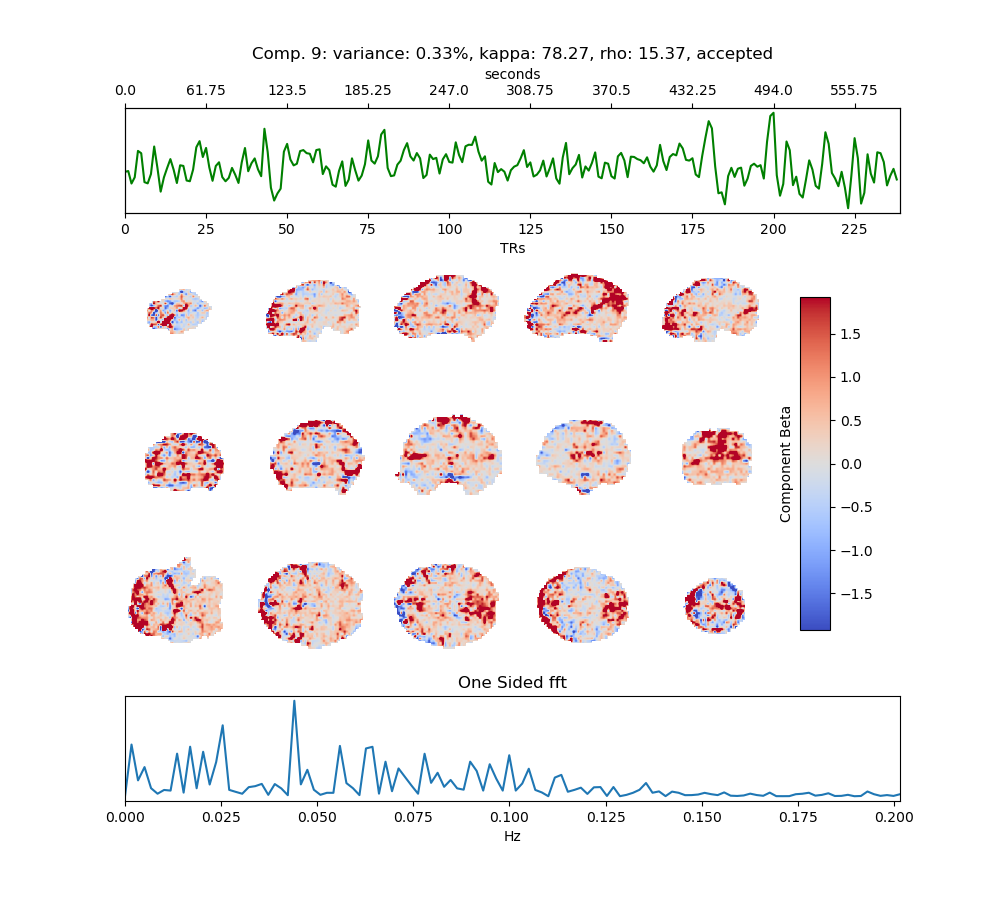 Comp. 9: variance: 0.33%, kappa: 78.27, rho: 15.37, accepted
seconds
0.0 61.75 123.5 185.25 247.0 308.75 370.5 432.25 494.0 555.75
0 25 50 75 100 125 150 175 200 225
TRs
1.5
1.0
0.5
0.0
−0.5
−1.0
−1.5
Component Beta
One Sided fft
0.000 0.025 0.050 0.075 0.100 0.125 0.150 0.175 0.200
Hz